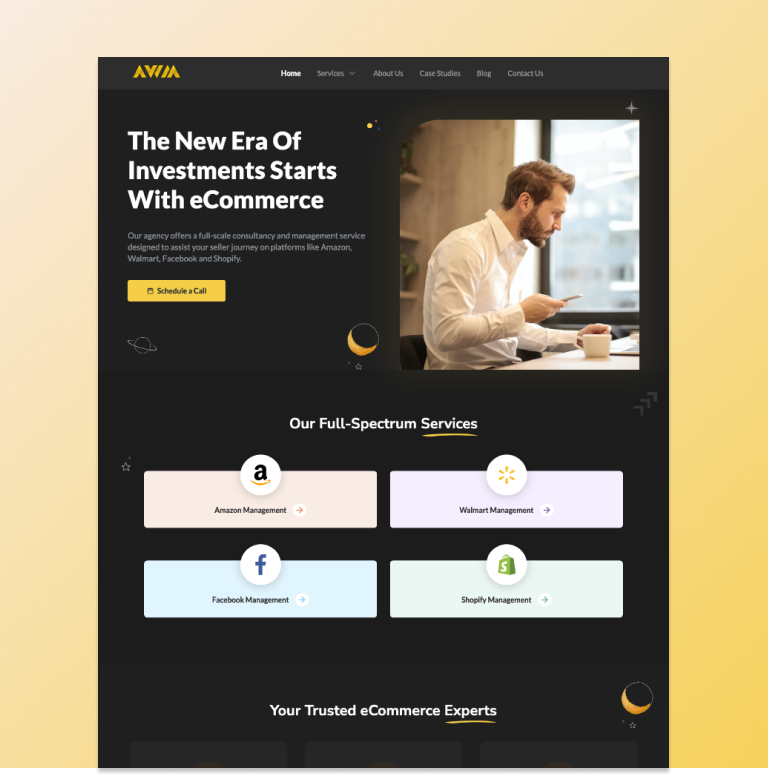 AWM
Home Services About Us Case Studies Blog Contact Us
The New Era Of
Investments Starts
With eCommerce
Our agency offers a full-scale consultancy and management service
designed to assist your seller journey on platforms like Amazon,
Walmart, Facebook and Shopify.
Schedule a Call
Our Full-Spectrum Services
a
Amazon Management
Walmart Management
f
Facebook Management
S
Shopify Management
Your Trusted eCommerce Experts